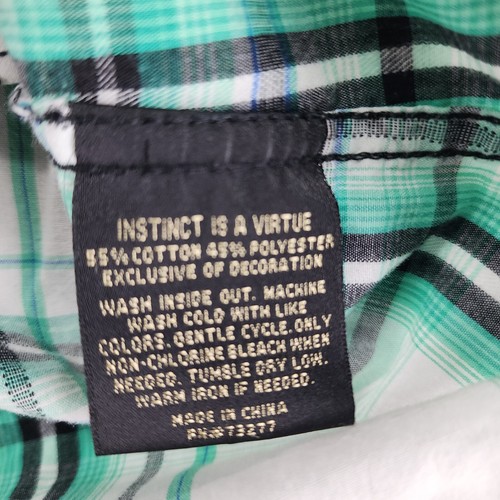 INSTINCT IS A VIRTUE
55% COTTON 45% POLYESTER
EXCLUSIVE OF DECORATION
WASH INSIDE OUT. MACHINE
WASH COLD WITH LIKE
COLORS. GENTLE CYCLE. ONLY
NON-CHLORINE BLEACH WHEN
NEEDED. TUMBLE DRY LOW.
WARM IRON IF NEEDED.
MADE IN CHINA
RN#73277